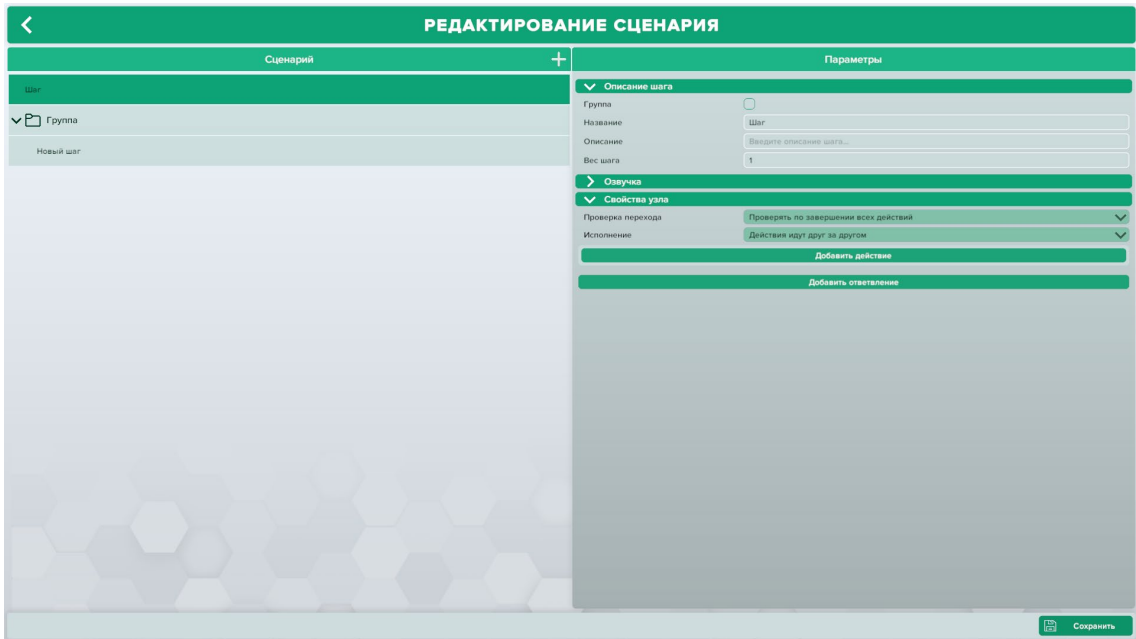 РЕДАКТИРОВАНИЕ СЦЕНАРИЯ
Сценарий
Шаг
Группа
Новый шаг
Параметры
Описание шага
Группа
Название Шаг
Описание Введите описание шага...
Вес шага 1
Озвучка
Свойства узла
Проверка перехода Проверять по завершении всех действий
Исполнение Действия идут друг за другом
Добавить действие
Добавить ответвление
Сохранить